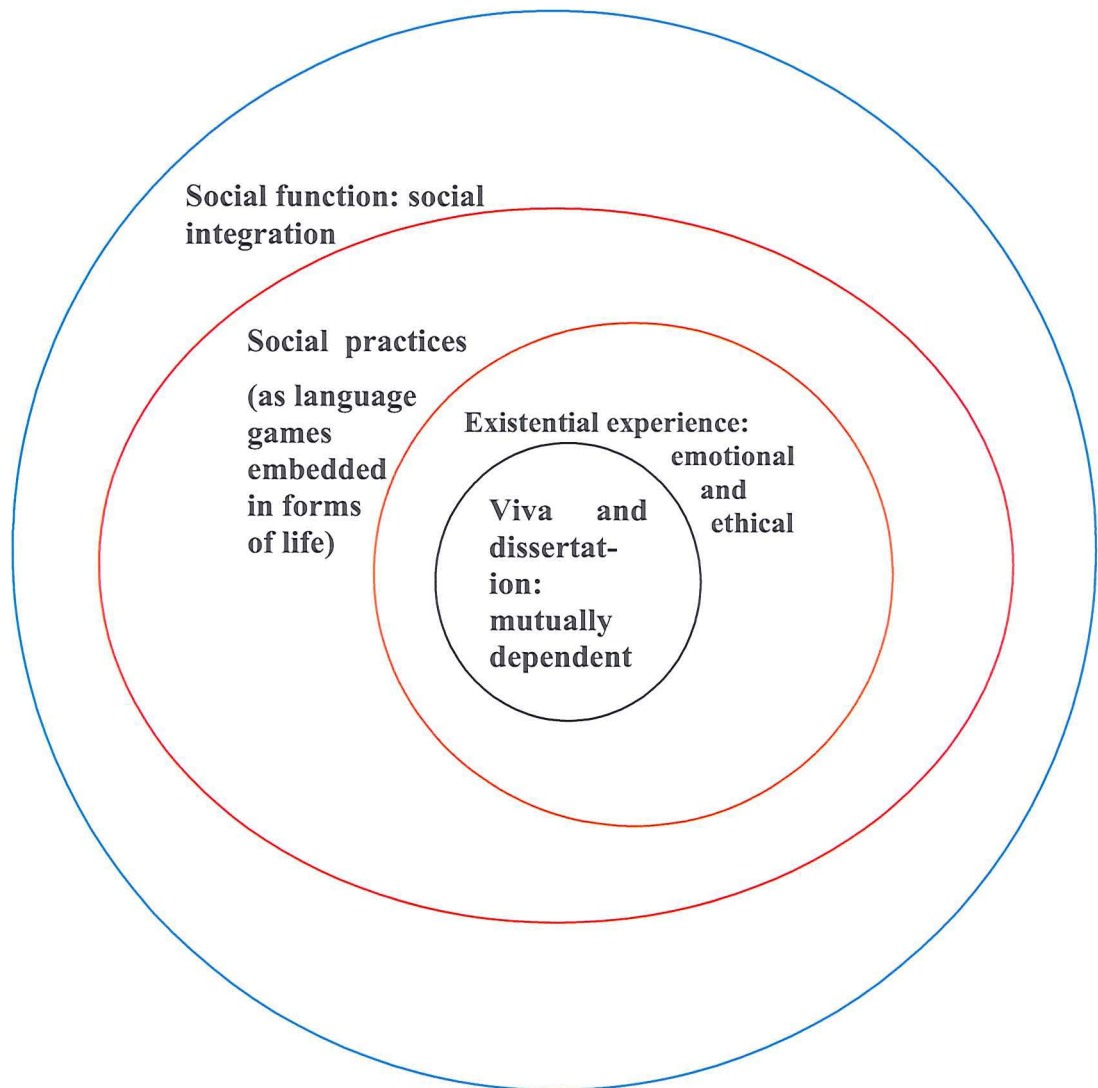 Social function: social
integration
Social practices
(as language
games
embedded
in forms
of life)
Existential experience:
emotional
and
ethical
Viva and
dissertat-
ion:
mutually
dependent